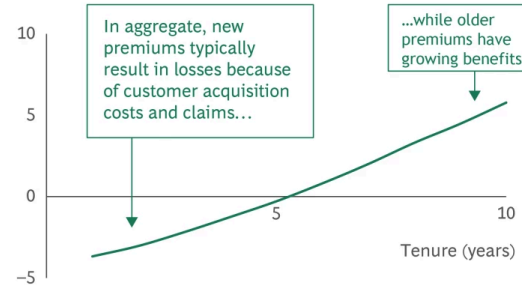 10
In aggregate, new
premiums typically
result in losses because
of customer acquisition
costs and claims…
…while older
premiums have
growing benefits
5
0
5
10
Tenure (years)
–5